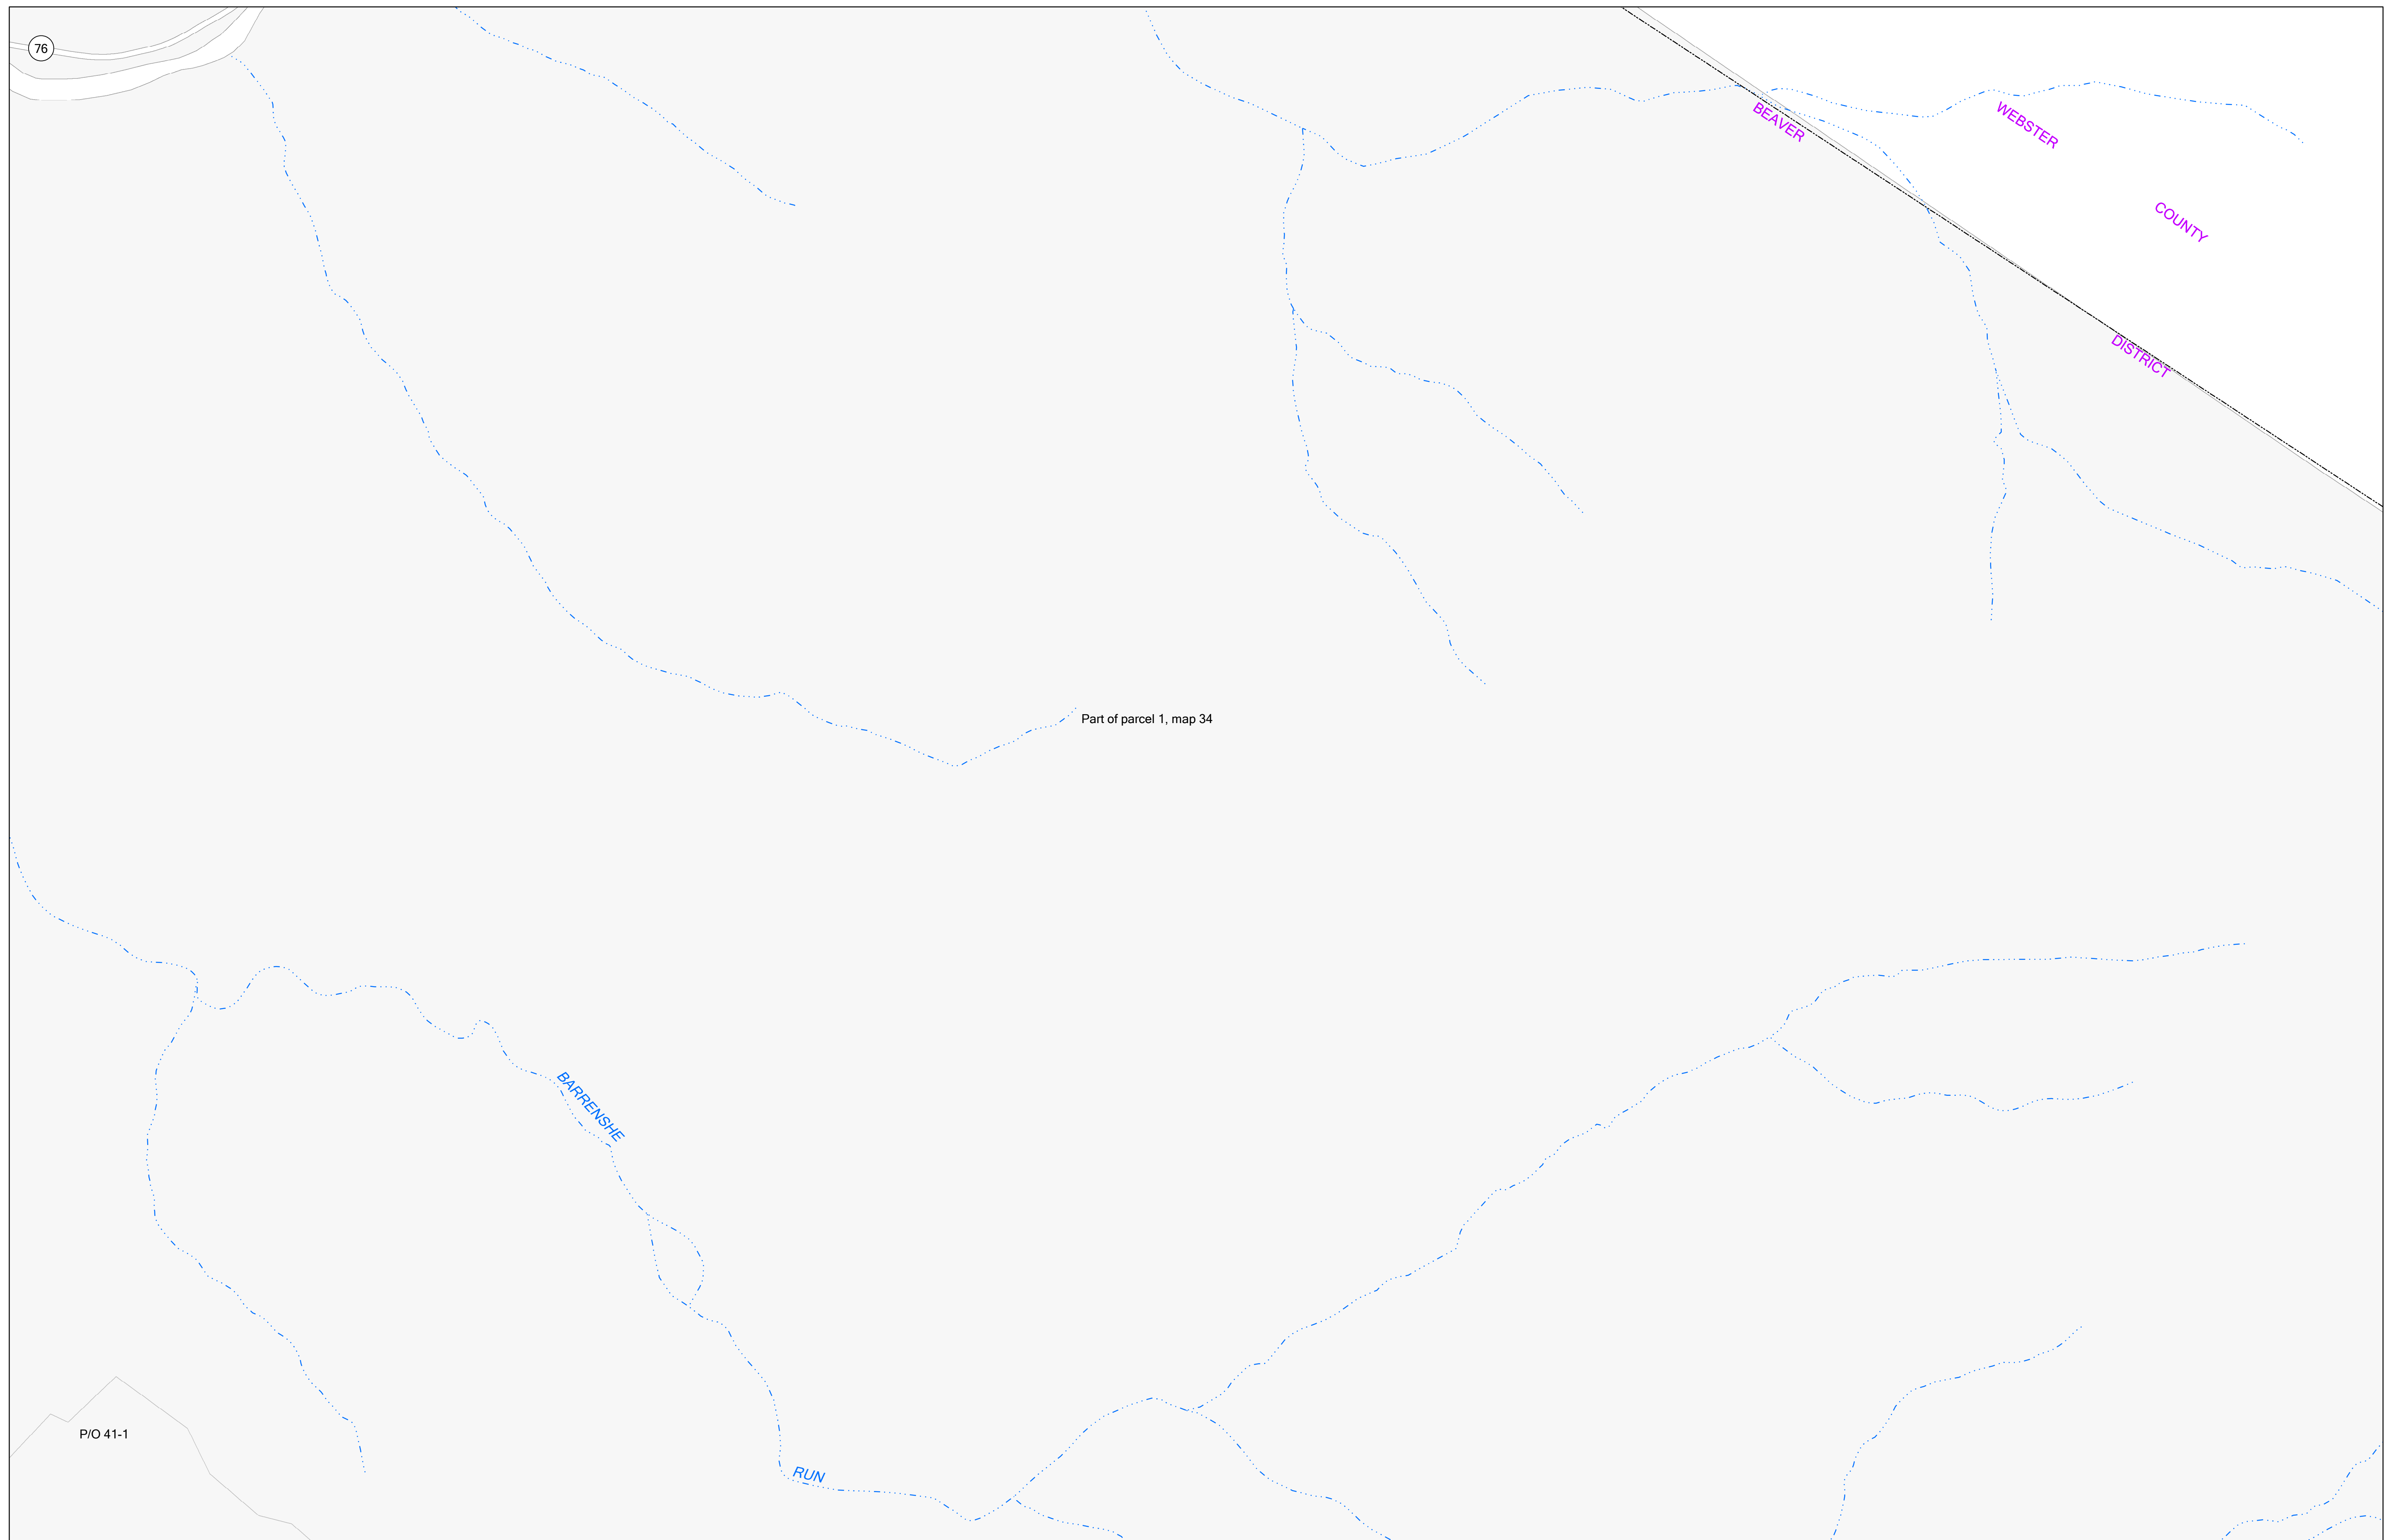 76
BEAVER
WEBSTER
COUNTY
DISTRICT
Part of parcel 1, map 34
BARRENSHE
P/O 41-1
RUN